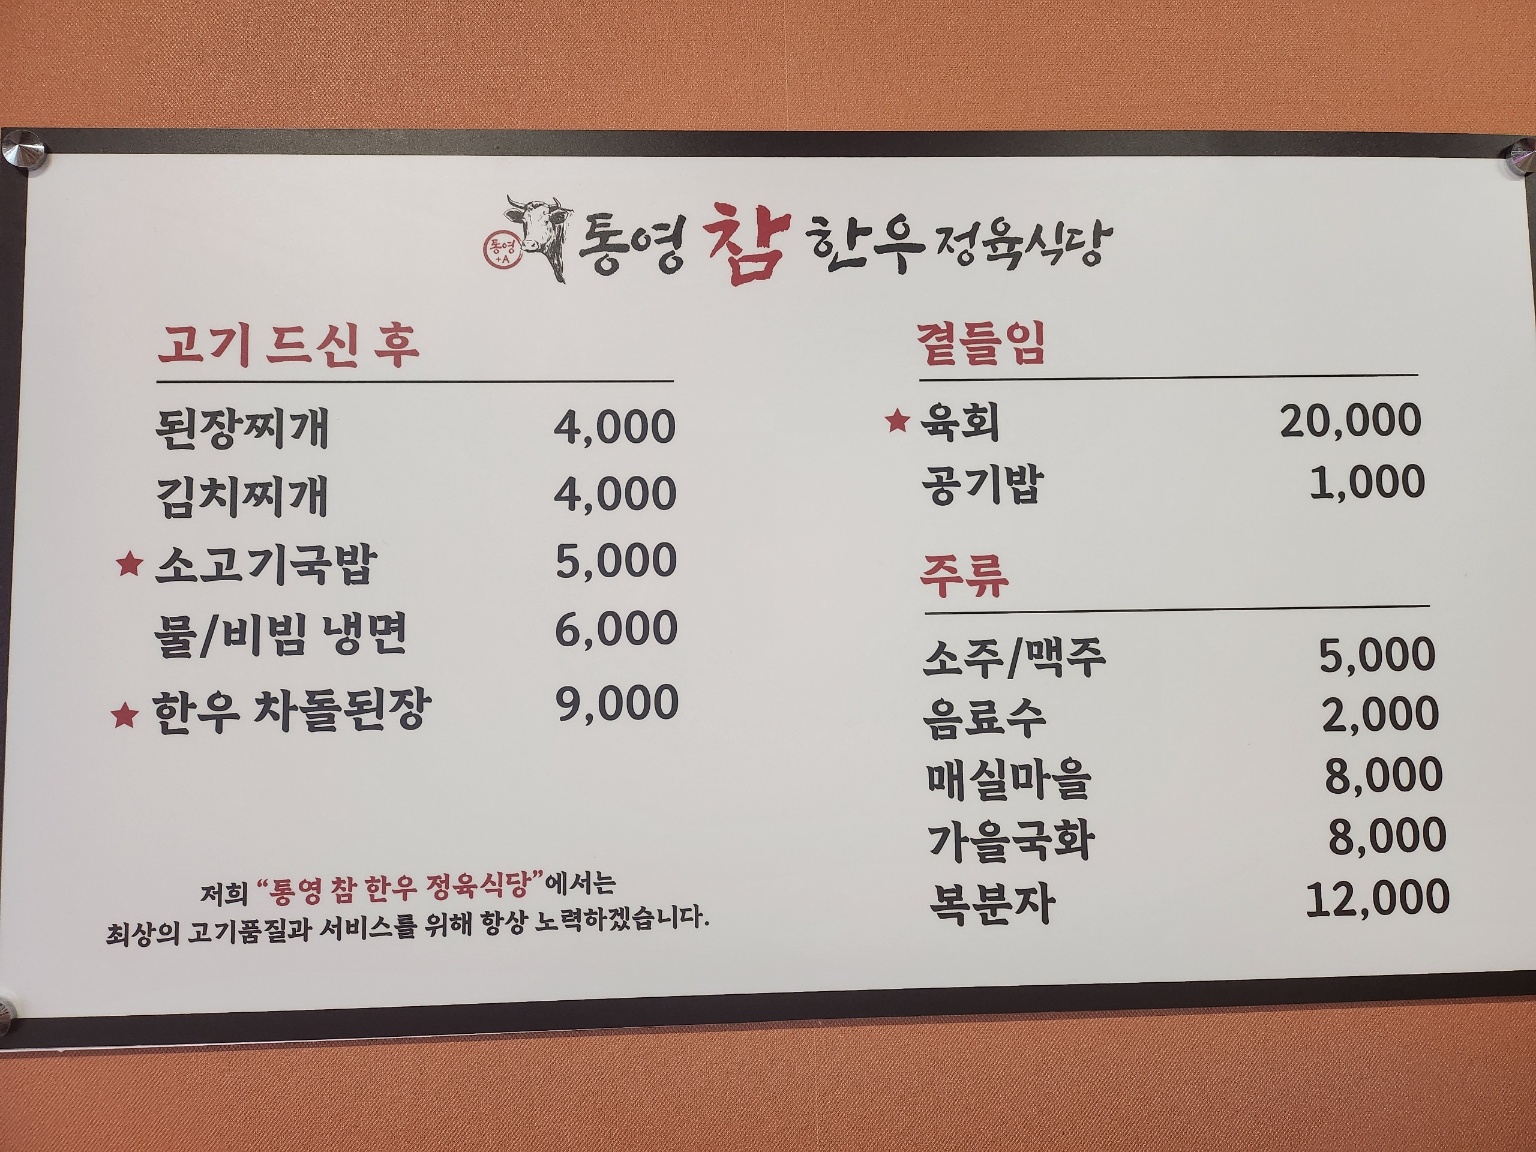 통영 +A
통영 참 한우 정육식당
고기 드신 후
된장찌개 4,000
김치찌개 4,000
★ 소고기국밥 5,000
물/비빔 냉면 6,000
★ 한우 차돌된장 9,000
저희 “통영 참 한우 정육식당”에서는
최상의 고기품질과 서비스를 위해 항상 노력하겠습니다.
곁들임
★ 육회 20,000
공기밥 1,000
주류
소주/맥주 5,000
음료수 2,000
매실마을 8,000
가을국화 8,000
복분자 12,000